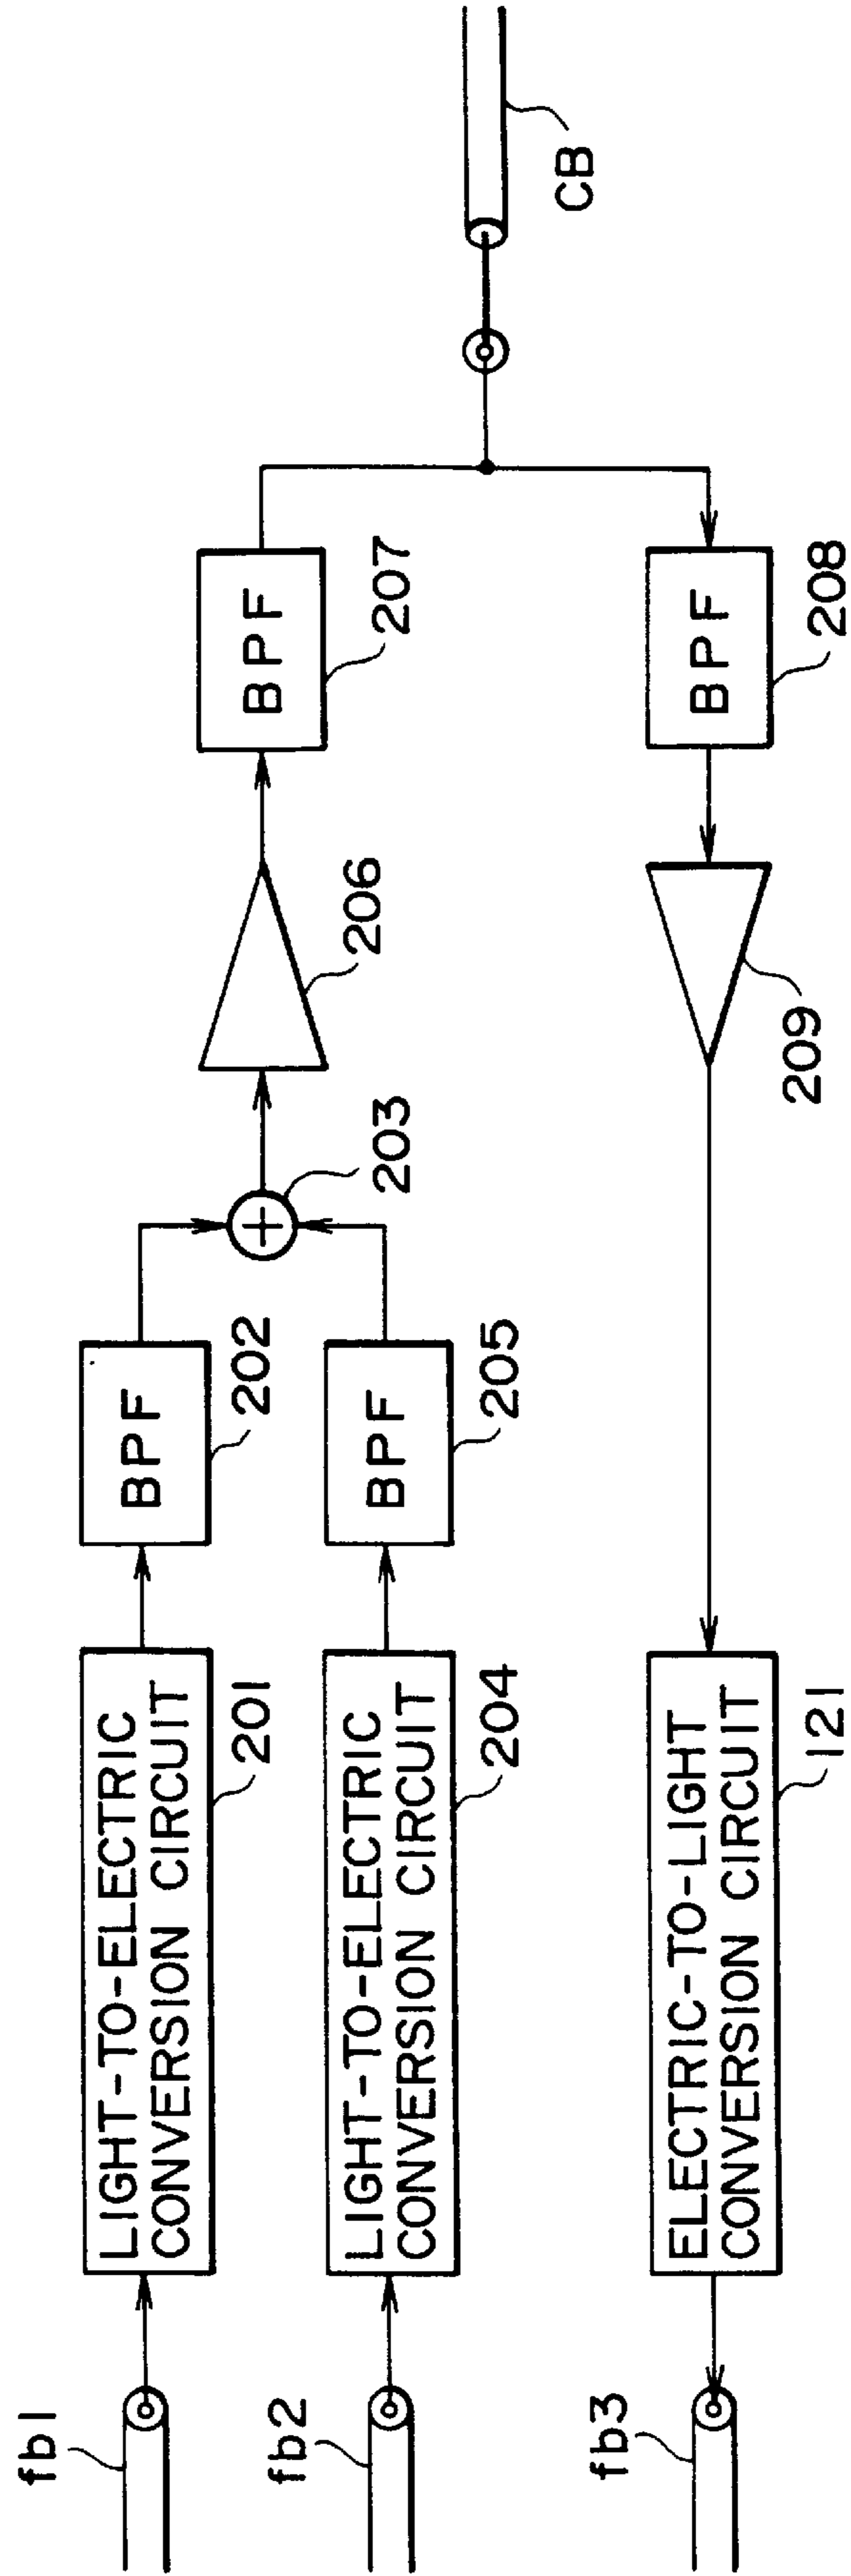 fb1
LIGHT-TO-ELECTRIC
CONVERSION CIRCUIT
201
BPF
202
fb2
LIGHT-TO-ELECTRIC
CONVERSION CIRCUIT
204
BPF
205
203
206
BPF
207
CB
fb3
ELECTRIC-TO-LIGHT
CONVERSION CIRCUIT
121
209
BPF
208